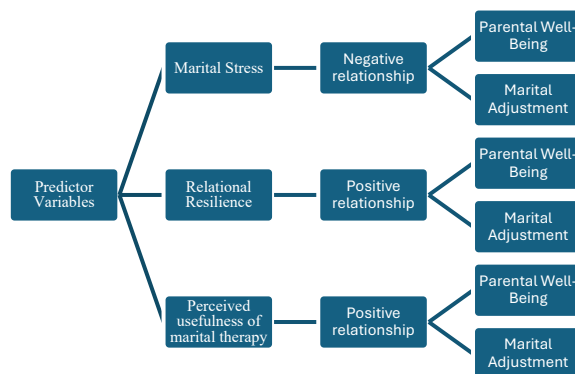 Predictor
Variables
Marital Stress
Negative
relationship
Parental Well-
Being
Marital
Adjustment
Relational
Resilience
Positive
relationship
Parental Well-
Being
Marital
Adjustment
Perceived
usefulness of
marital therapy
Positive
relationship
Parental Well-
Being
Marital
Adjustment